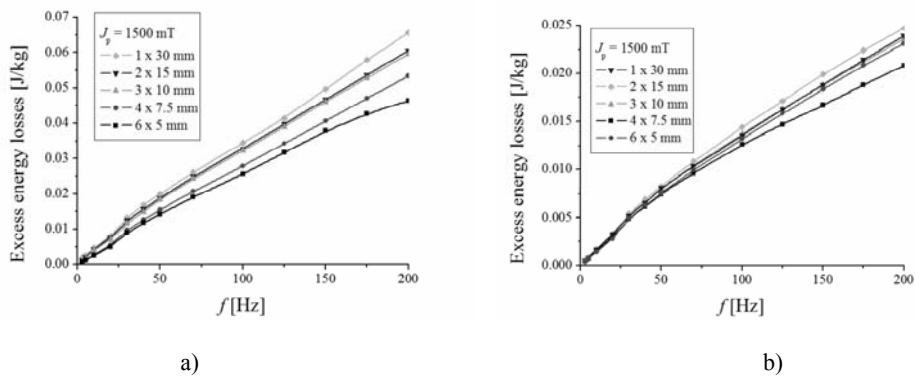 Excess energy losses [J/kg]
0.07
0.06
0.05
0.04
0.03
0.02
0.01
0.00
J_p = 1500 mT
1 x 30 mm
2 x 15 mm
3 x 10 mm
4 x 7.5 mm
6 x 5 mm
0 50 100 150 200
f [Hz]
a)
Excess energy losses [J/kg]
0.025
0.020
0.015
0.010
0.005
0.000
J_p = 1500 mT
1 x 30 mm
2 x 15 mm
3 x 10 mm
4 x 7.5 mm
6 x 5 mm
0 50 100 150 200
f [Hz]
b)